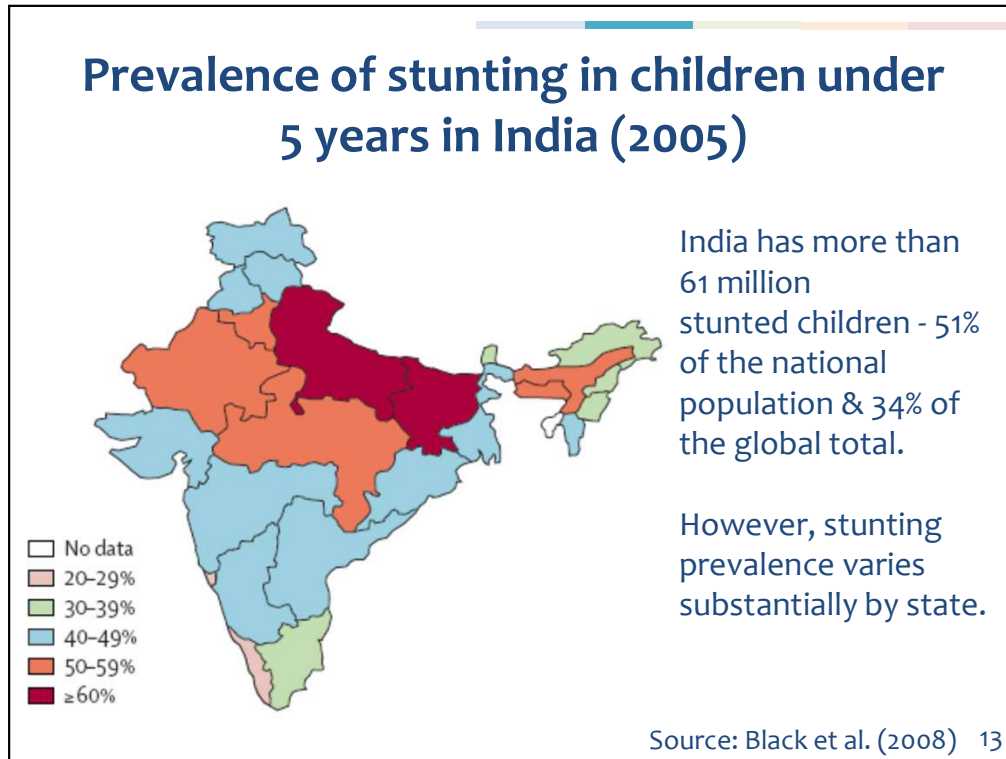 Prevalence of stunting in children under
5 years in India (2005)
India has more than
61 million
stunted children - 51%
of the national
population & 34% of
the global total.
However, stunting
prevalence varies
substantially by state.
No data
20–29%
30–39%
40–49%
50–59%
≥60%
Source: Black et al. (2008) 13